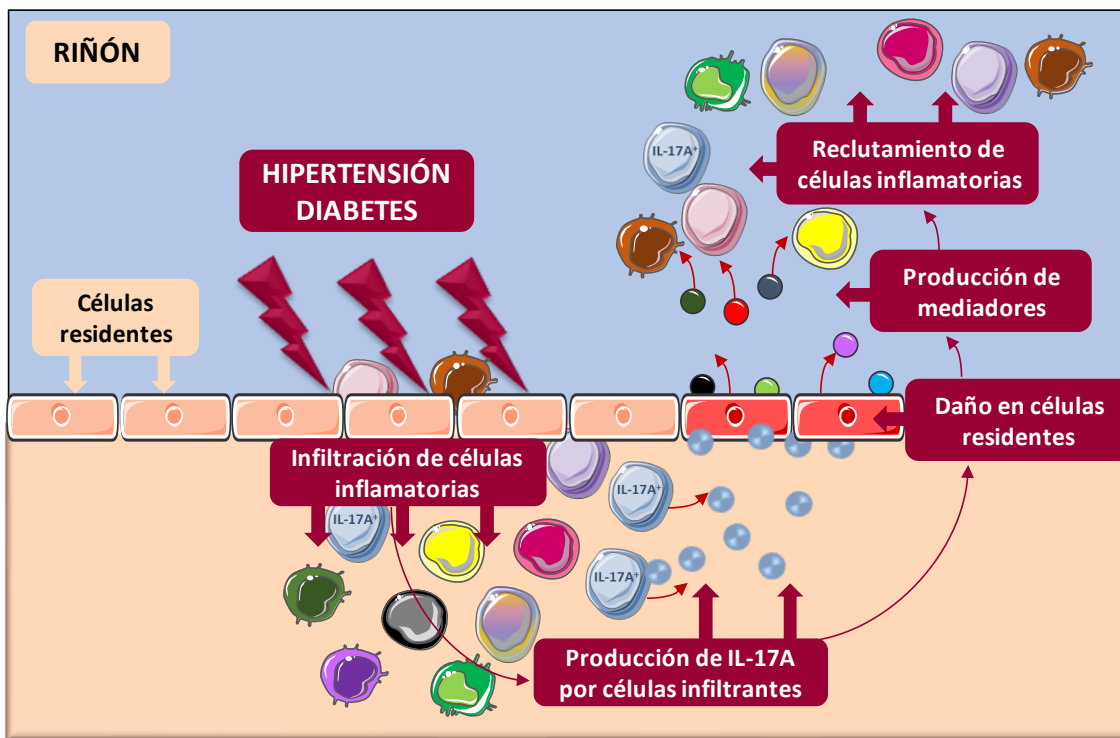 RIÑÓN
HIPERTENSIÓN
DIABETES
Células
residentes
Infiltración de células
inflamatorias
IL-17A⁺
IL-17A⁺
IL-17A⁺
Producción de IL-17A
por células infiltrantes
Daño en células
residentes
Producción de
mediadores
Reclutamiento de
células inflamatorias
IL-17A⁺